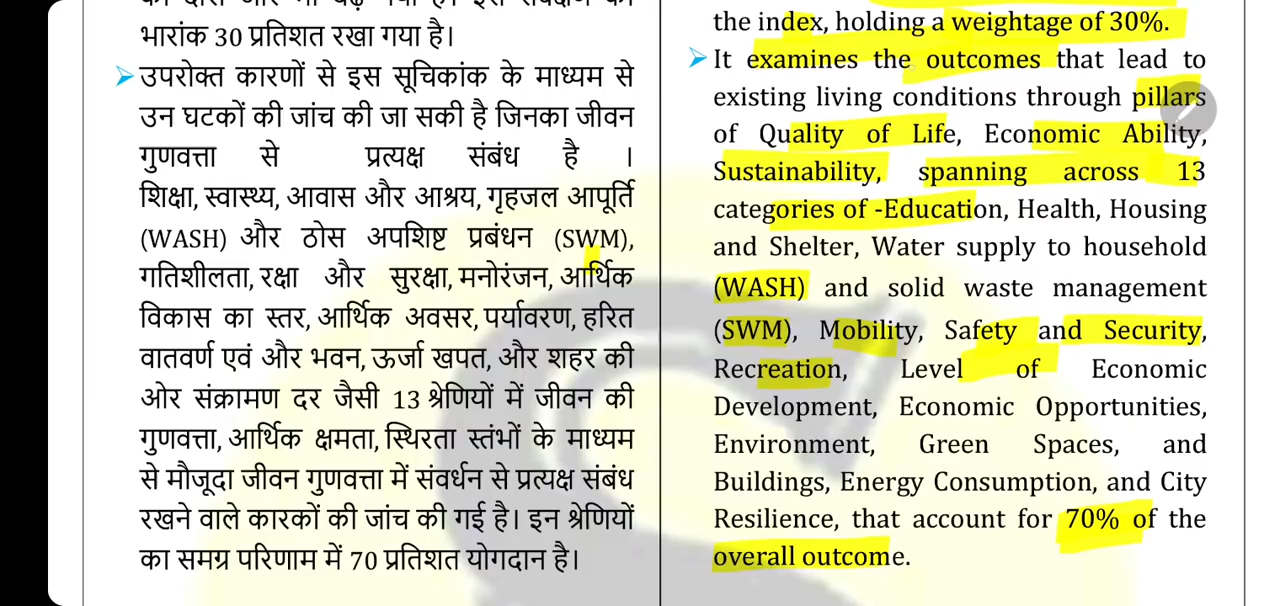 भारांक 30 प्रतिशत रखा गया है।
उपरोक्त कारणों से इस सूचिकांक के माध्यम से
उन घटकों की जांच की जा सकी है जिनका जीवन
गुणवत्ता से प्रत्यक्ष संबंध है ।
शिक्षा, स्वास्थ्य, आवास और आश्रय, गृहजल आपूर्ति
(WASH) और ठोस अपशिष्ट प्रबंधन (SWM),
गतिशीलता, रक्षा और सुरक्षा, मनोरंजन, आर्थिक
विकास का स्तर, आर्थिक अवसर, पर्यावरण, हरित
वातवर्ण एवं और भवन, ऊर्जा खपत, और शहर की
ओर संक्रामण दर जैसी 13 श्रेणियों में जीवन की
गुणवत्ता, आर्थिक क्षमता, स्थिरता स्तंभों के माध्यम
से मौजूदा जीवन गुणवत्ता में संवर्धन से प्रत्यक्ष संबंध
रखने वाले कारकों की जांच की गई है। इन श्रेणियों
का समग्र परिणाम में 70 प्रतिशत योगदान है।
the index, holding a weightage of 30%.
It examines the outcomes that lead to
existing living conditions through pillars
of Quality of Life, Economic Ability,
Sustainability, spanning across 13
categories of -Education, Health, Housing
and Shelter, Water supply to household
(WASH) and solid waste management
(SWM), Mobility, Safety and Security,
Recreation, Level of Economic
Development, Economic Opportunities,
Environment, Green Spaces, and
Buildings, Energy Consumption, and City
Resilience, that account for 70% of the
overall outcome.